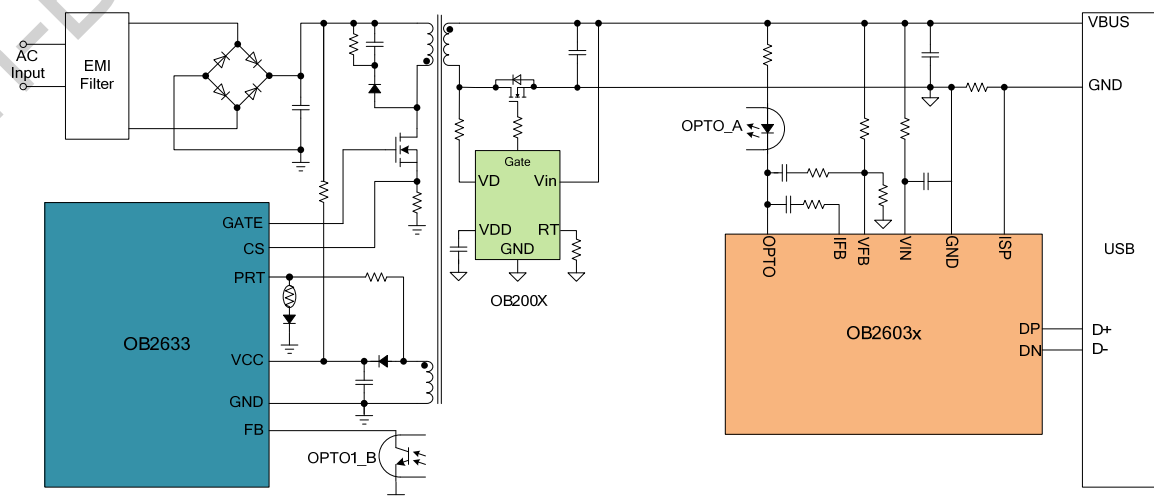 AC
Input
EMI
Filter
VBUS
GND
OPTO_A
Gate
VD
Vin
VDD
RT
GND
OB200X
GATE
CS
PRT
OB2633
VCC
GND
FB
OPTO1_B
OPTO
IFB
VFB
VIN
GND
ISP
OB2603x
DP
DN
USB
D+
D-